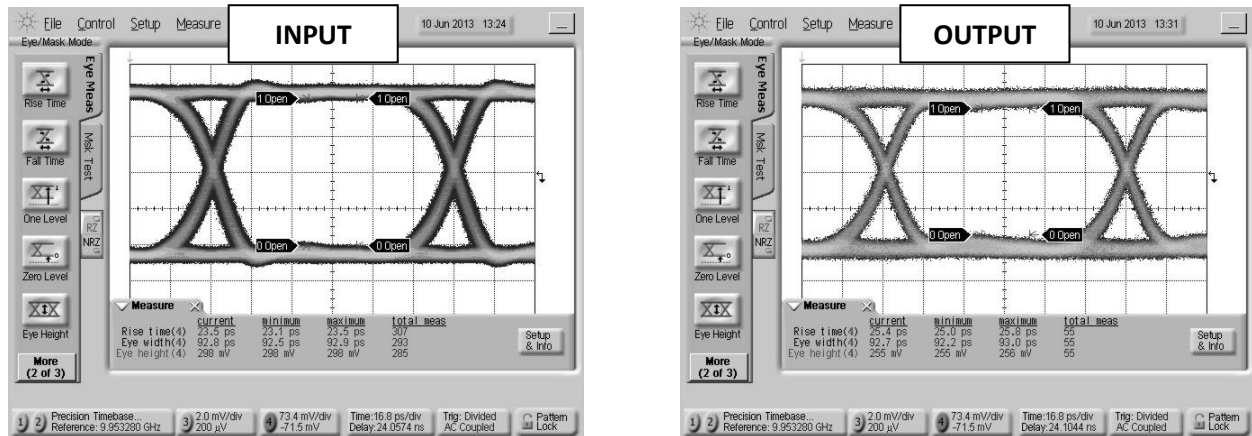 INPUT
File Control Setup Measure
10 Jun 2013 13:24
Eye/Mask Mode
Eye Meas
Msk Test
Rise Time
Fall Time
One Level
Zero Level
Eye Height
RZ
NRZ
More
(2 of 3)
1 Open 1 Open
0 Open 0 Open
Measure
current minimum maximum total meas
Rise time(4) 23.5 ps 23.1 ps 23.5 ps 307
Eye width(4) 92.8 ps 92.5 ps 92.9 ps 293
Eye height(4) 298 mV 298 mV 298 mV 285
Setup
& Info
1 2 Precision Timebase...
Reference: 9.953280 GHz
3 2.0 mV/div
200 µV
4 73.4 mV/div
-71.5 mV
Time:16.8 ps/div
Delay:24.0574 ns
Trig: Divided
AC Coupled
Pattern
Lock
OUTPUT
File Control Setup Measure
10 Jun 2013 13:31
Eye/Mask Mode
Eye Meas
Msk Test
Rise Time
Fall Time
One Level
Zero Level
Eye Height
RZ
NRZ
More
(2 of 3)
1 Open 1 Open
0 Open 0 Open
Measure
current minimum maximum total meas
Rise time(4) 25.4 ps 25.0 ps 25.8 ps 55
Eye width(4) 92.7 ps 92.2 ps 93.0 ps 55
Eye height(4) 255 mV 255 mV 256 mV 55
Setup
& Info
1 2 Precision Timebase...
Reference: 9.953280 GHz
3 2.0 mV/div
200 µV
4 73.4 mV/div
-71.5 mV
Time:16.8 ps/div
Delay:24.1044 ns
Trig: Divided
AC Coupled
Pattern
Lock